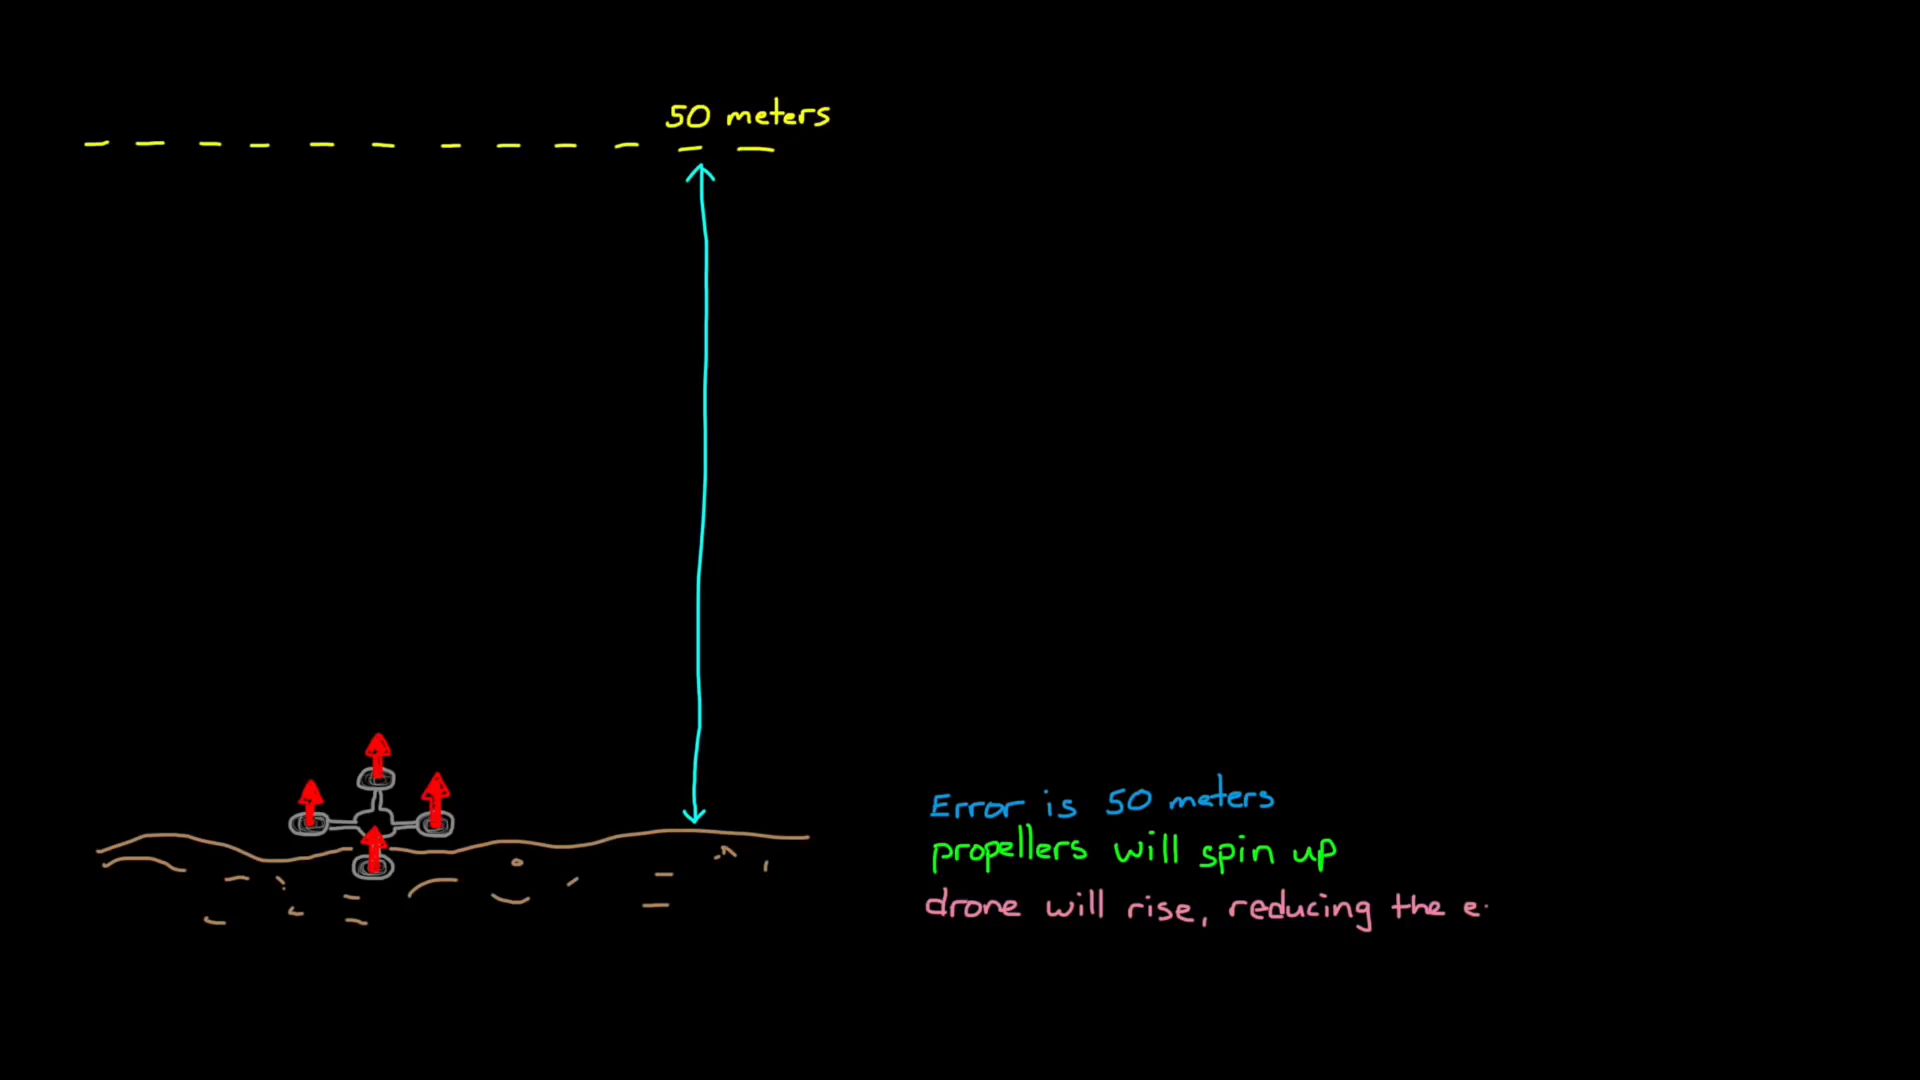 50 meters
Error is 50 meters
propellers will spin up
drone will rise, reducing the e